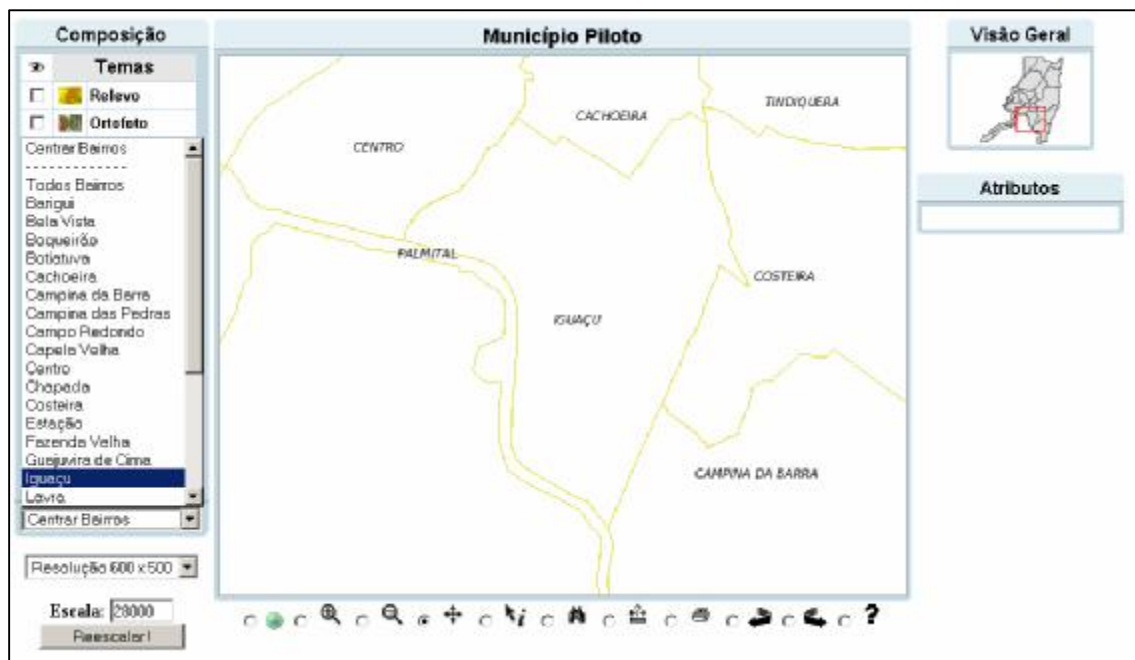 Composição
Temas
Relevo
Ortofoto
Centrar Bairros
- - - - - - - - - - - - -
Todos Bairros
Barigui
Bela Vista
Boqueirão
Botiatuva
Cachoeira
Campina da Barra
Campina das Pedras
Campo Redondo
Capela Velha
Centro
Chapada
Costeira
Estação
Fazenda Velha
Guajuvira de Cima
Iguaçu
Lavra
Centrar Bairros
Resolução 600 x 500
Escala: 28000
Reescalar!
Município Piloto
CENTRO
CACHOEIRA
TINDIQUERA
PALMITAL
COSTEIRA
IGUAÇU
CAMPINA DA BARRA
i
?
Visão Geral
Atributos